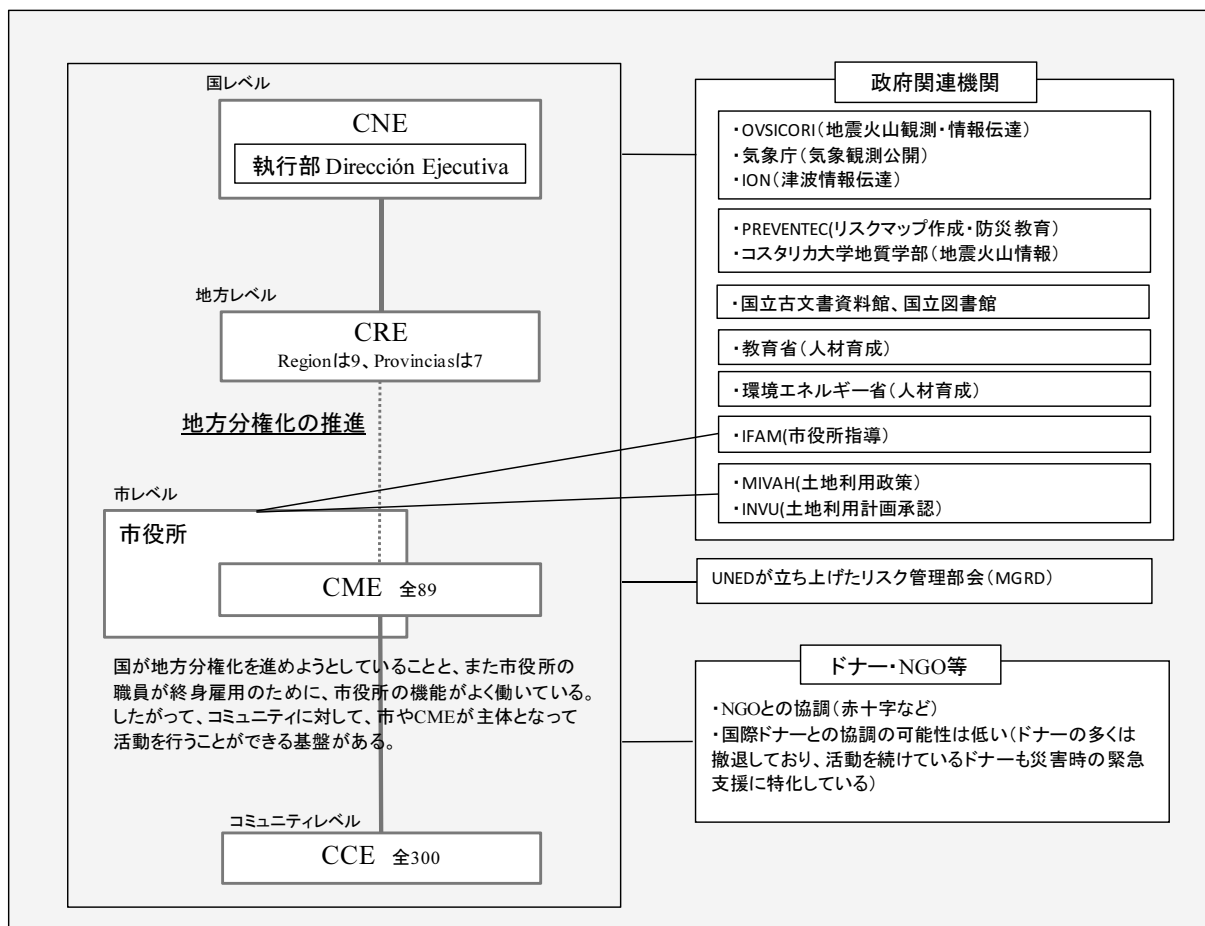 国レベル
CNE
執行部 Dirección Ejecutiva
地方レベル
CRE
Regionは9、Provinciasは7
地方分権化の推進
市レベル
市役所
CME 全89
国が地方分権化を進めようとしていることと、また市役所の
職員が終身雇用のために、市役所の機能がよく働いている。
したがって、コミュニティに対して、市やCMEが主体となって
活動を行うことができる基盤がある。
コミュニティレベル
CCE 全300
政府関連機関
・OVSICORI(地震火山観測・情報伝達)
・気象庁(気象観測公開)
・ION(津波情報伝達)
・PREVENTEC(リスクマップ作成・防災教育)
・コスタリカ大学地質学部(地震火山情報)
・国立古文書資料館、国立図書館
・教育省(人材育成)
・環境エネルギー省(人材育成)
・IFAM(市役所指導)
・MIVAH(土地利用政策)
・INVU(土地利用計画承認)
UNEDが立ち上げたリスク管理部会(MGRD)
ドナー・NGO等
・NGOとの協調(赤十字など)
・国際ドナーとの協調の可能性は低い(ドナーの多くは
撤退しており、活動を続けているドナーも災害時の緊急
支援に特化している)